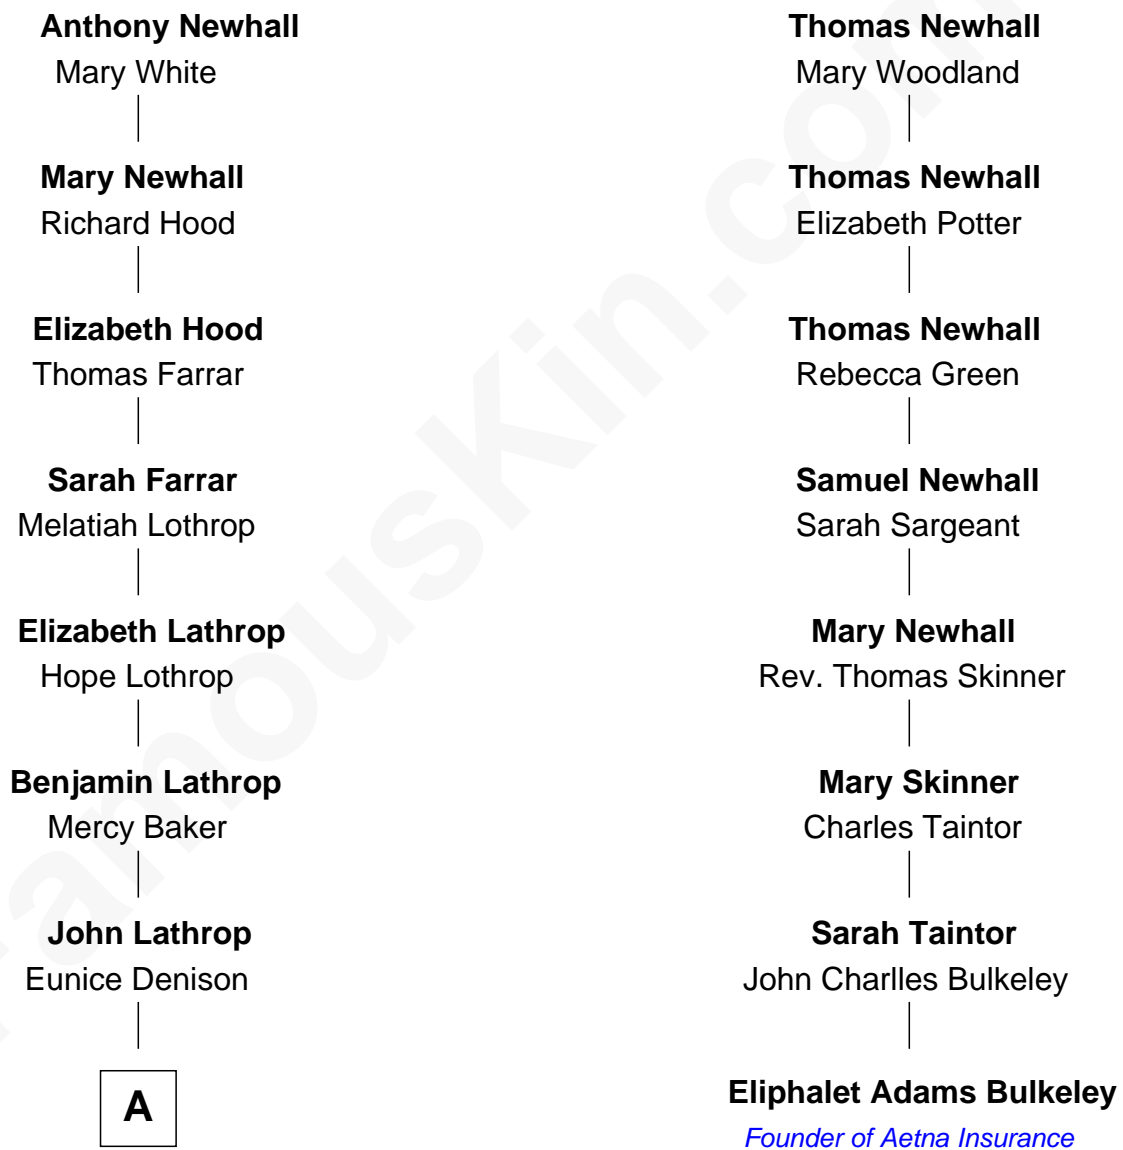 Anthony Newhall
Mary White
Mary Newhall
Richard Hood
Elizabeth Hood
Thomas Farrar
Sarah Farrar
Melatiah Lothrop
Elizabeth Lathrop
Hope Lothrop
Benjamin Lathrop
Mercy Baker
John Lathrop
Eunice Denison
A
Thomas Newhall
Mary Woodland
Thomas Newhall
Elizabeth Potter
Thomas Newhall
Rebecca Green
Samuel Newhall
Sarah Sargeant
Mary Newhall
Rev. Thomas Skinner
Mary Skinner
Charles Taintor
Sarah Taintor
John Charlles Bulkeley
Eliphalet Adams Bulkeley
Founder of Aetna Insurance
FamousKin.com